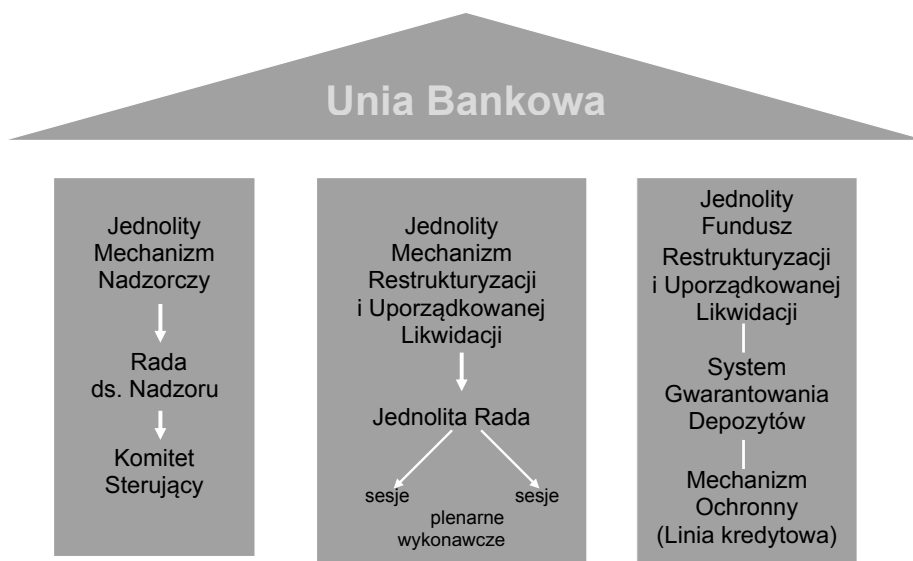 Unia Bankowa
Jednolity
Mechanizm
Nadzorczy
Rada
ds. Nadzoru
Komitet
Sterujący
Jednolity
Mechanizm
Restrukturyzacji
i Uporządkowanej
Likwidacji
Jednolita Rada
sesje sesje
plenarne
wykonawcze
Jednolity
Fundusz
Restrukturyzacji
i Uporządkowanej
Likwidacji
System
Gwarantowania
Depozytów
Mechanizm
Ochronny
(Linia kredytowa)